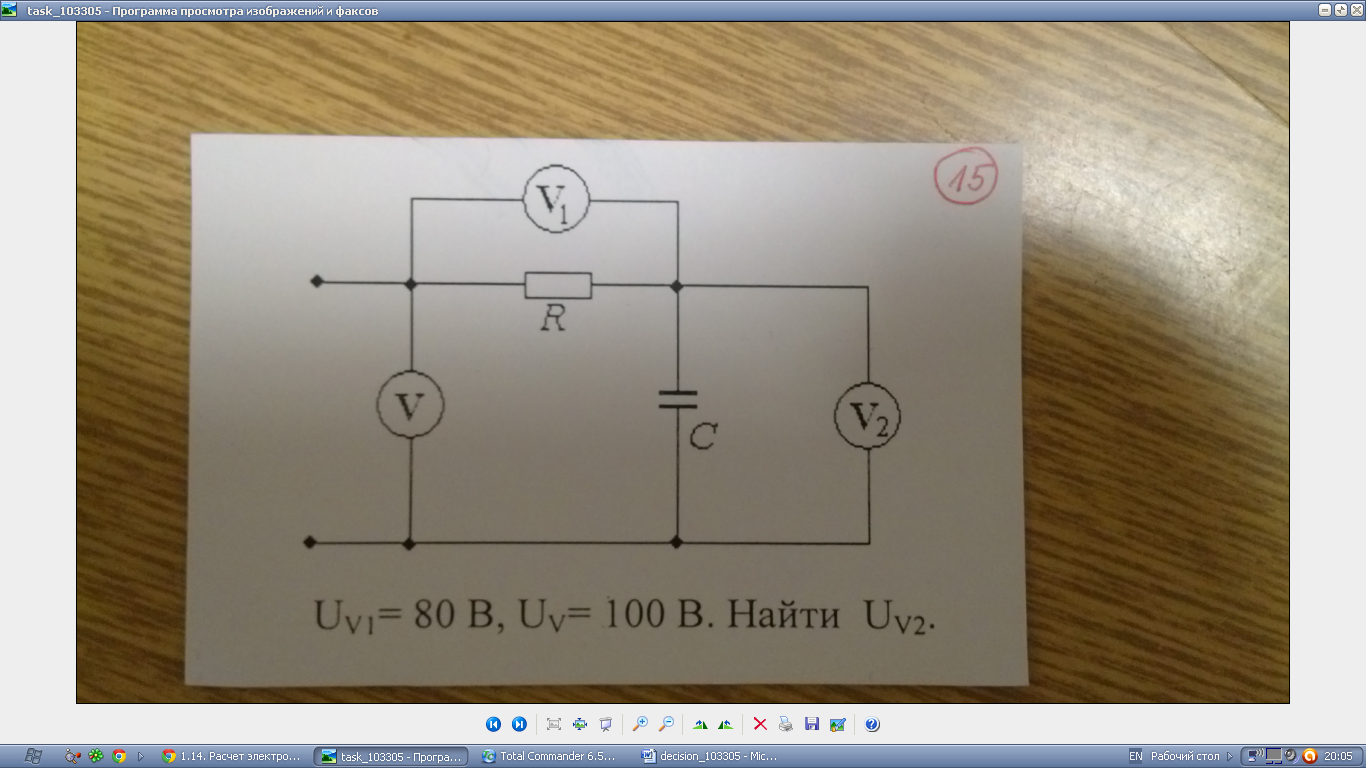 task_103305 - Программа просмотра изображений и факсов
15
V1
R
V
C
V2
UV1= 80 В, UV= 100 В. Найти UV2.
1.14. Расчет электро...
task_103305 - Програ...
Total Commander 6.5...
decision_103305 - Mic...
EN
Рабочий стол
20:05